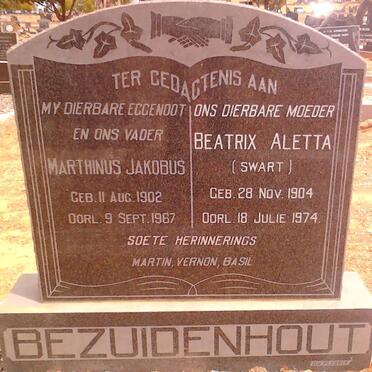 TER GEDAGTENIS AAN
MY DIERBARE EGGENOOT
EN ONS VADER
MARTHINUS JAKOBUS
GEB. 11 AUG. 1902
OORL. 9 SEPT. 1967
ONS DIERBARE MOEDER
BEATRIX ALETTA
(SWART)
GEB. 28 NOV. 1904
OORL. 18 JULIE 1974
SOETE HERINNERINGS
MARTIN, VERNON, BASIL
BEZUIDENHOUT